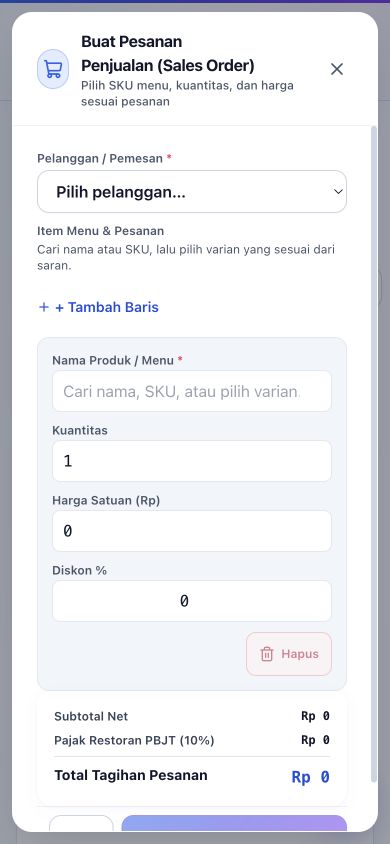 Buat Pesanan
Penjualan (Sales Order)
Pilih SKU menu, kuantitas, dan harga
sesuai pesanan
Pelanggan / Pemesan *
Pilih pelanggan...
Item Menu & Pesanan
Cari nama atau SKU, lalu pilih varian yang sesuai dari
saran.
+ + Tambah Baris
Nama Produk / Menu *
Cari nama, SKU, atau pilih varian.
Kuantitas
1
Harga Satuan (Rp)
0
Diskon %
0
Hapus
Subtotal Net Rp 0
Pajak Restoran PBJT (10%) Rp 0
Total Tagihan Pesanan Rp 0